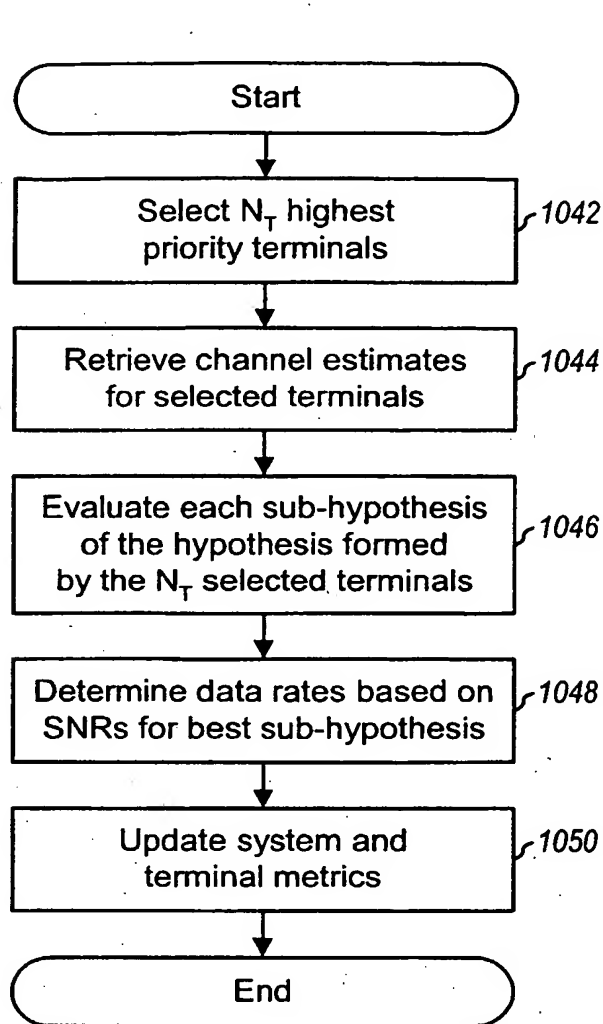 Start
Select N_T highest
priority terminals
1042
Retrieve channel estimates
for selected terminals
1044
Evaluate each sub-hypothesis
of the hypothesis formed
by the N_T selected terminals
1046
Determine data rates based on
SNRs for best sub-hypothesis
1048
Update system and
terminal metrics
1050
End